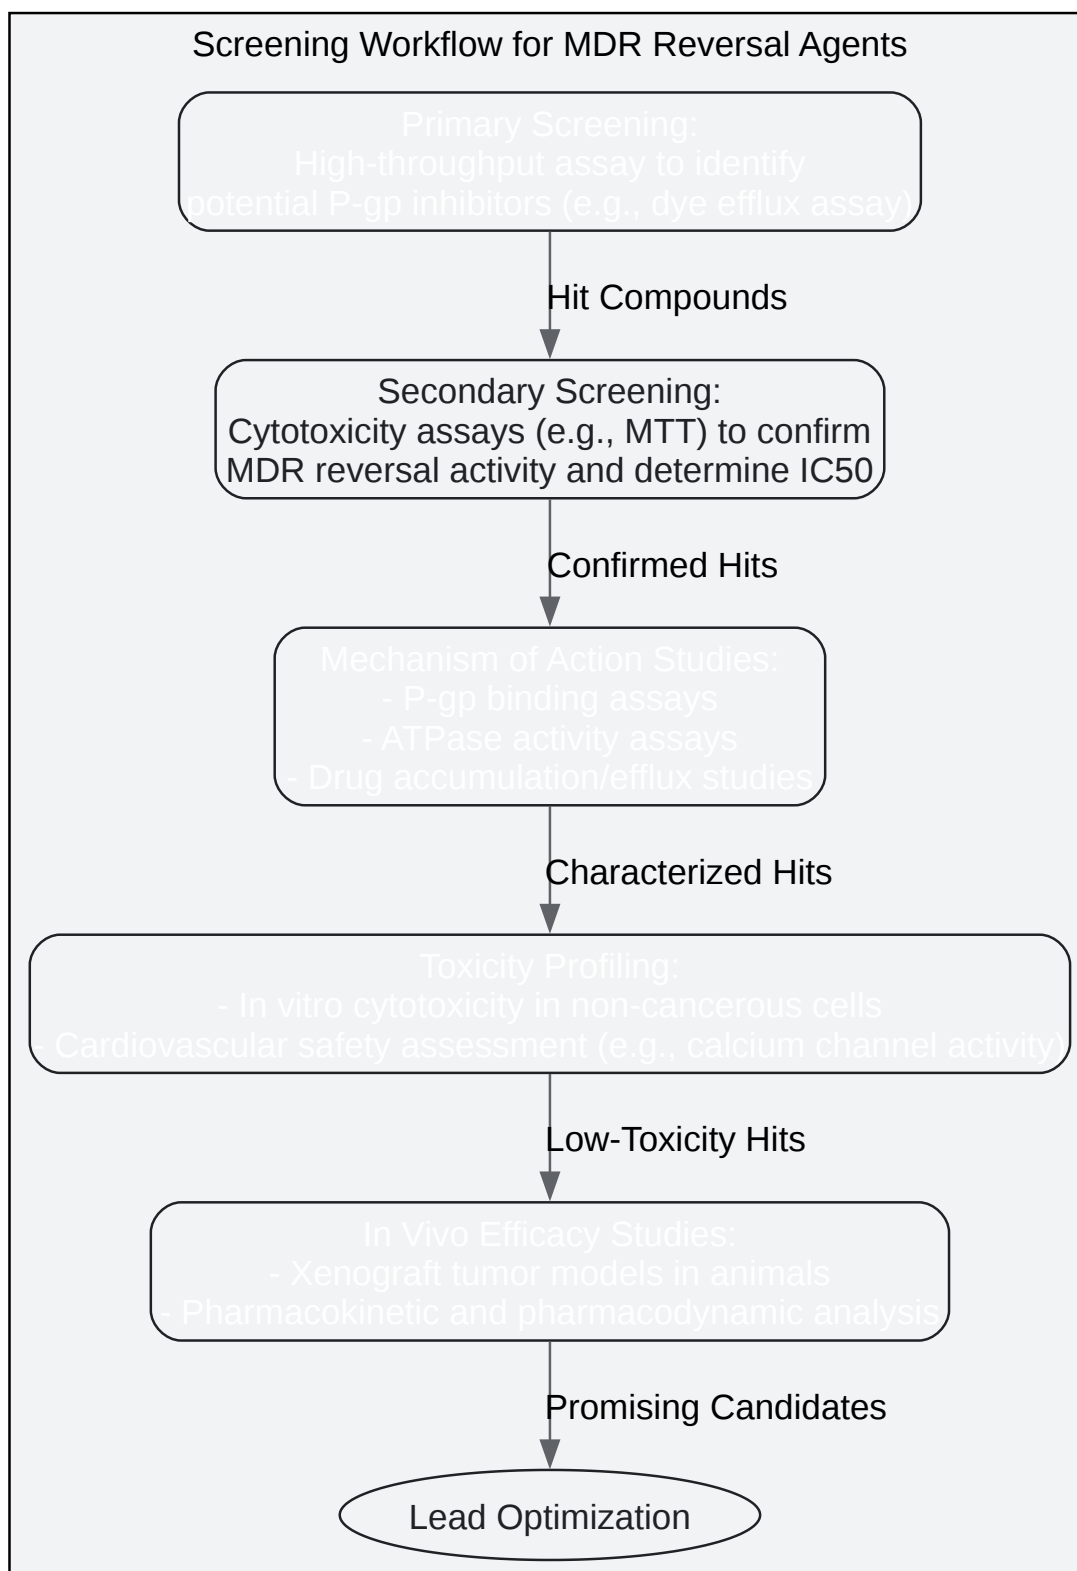 Screening Workflow for MDR Reversal Agents
Primary Screening:
High-throughput assay to identify
potential P-gp inhibitors (e.g., dye efflux assay)
Hit Compounds
Secondary Screening:
Cytotoxicity assays (e.g., MTT) to confirm
MDR reversal activity and determine IC50
Confirmed Hits
Mechanism of Action Studies:
- P-gp binding assays
- ATPase activity assays
- Drug accumulation/efflux studies
Characterized Hits
Toxicity Profiling:
- In vitro cytotoxicity in non-cancerous cells
- Cardiovascular safety assessment (e.g., calcium channel activity)
Low-Toxicity Hits
In Vivo Efficacy Studies:
- Xenograft tumor models in animals
- Pharmacokinetic and pharmacodynamic analysis
Promising Candidates
Lead Optimization